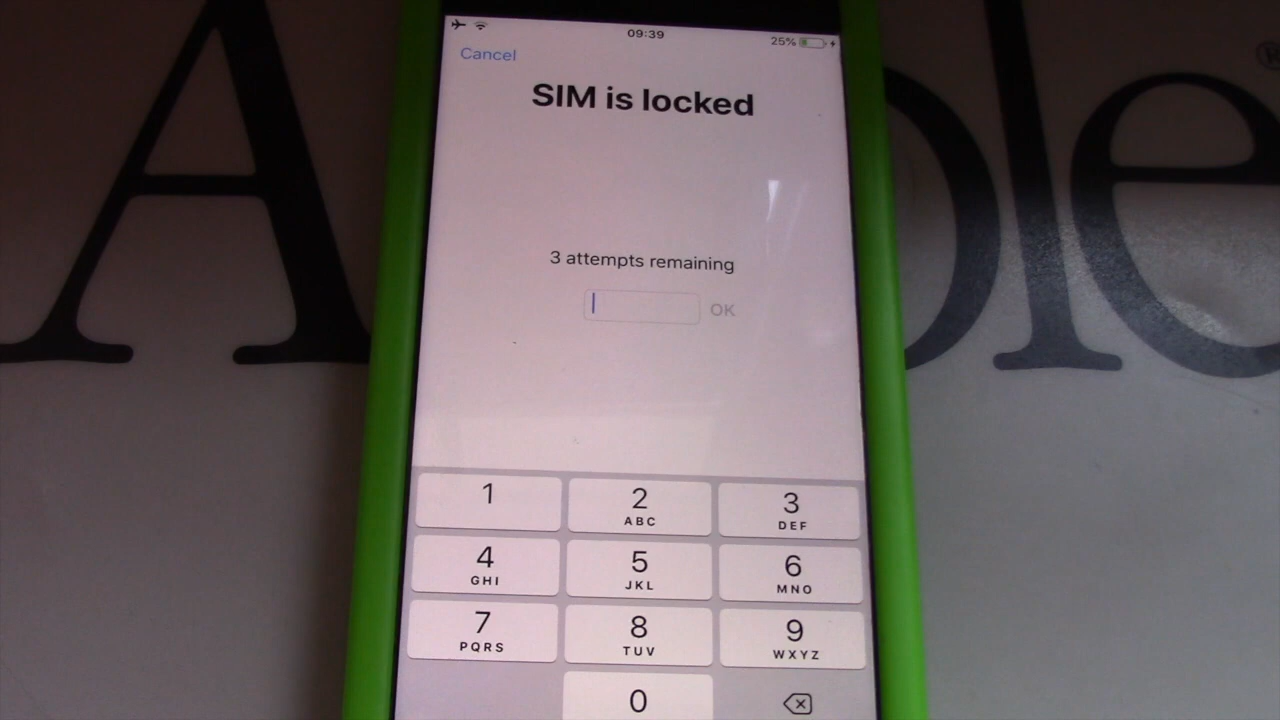 09:39
25%
Cancel
SIM is locked
3 attempts remaining
OK
1
2
ABC
3
DEF
4
GHI
5
JKL
6
MNO
7
PQRS
8
TUV
9
WXYZ
0
A ple ®